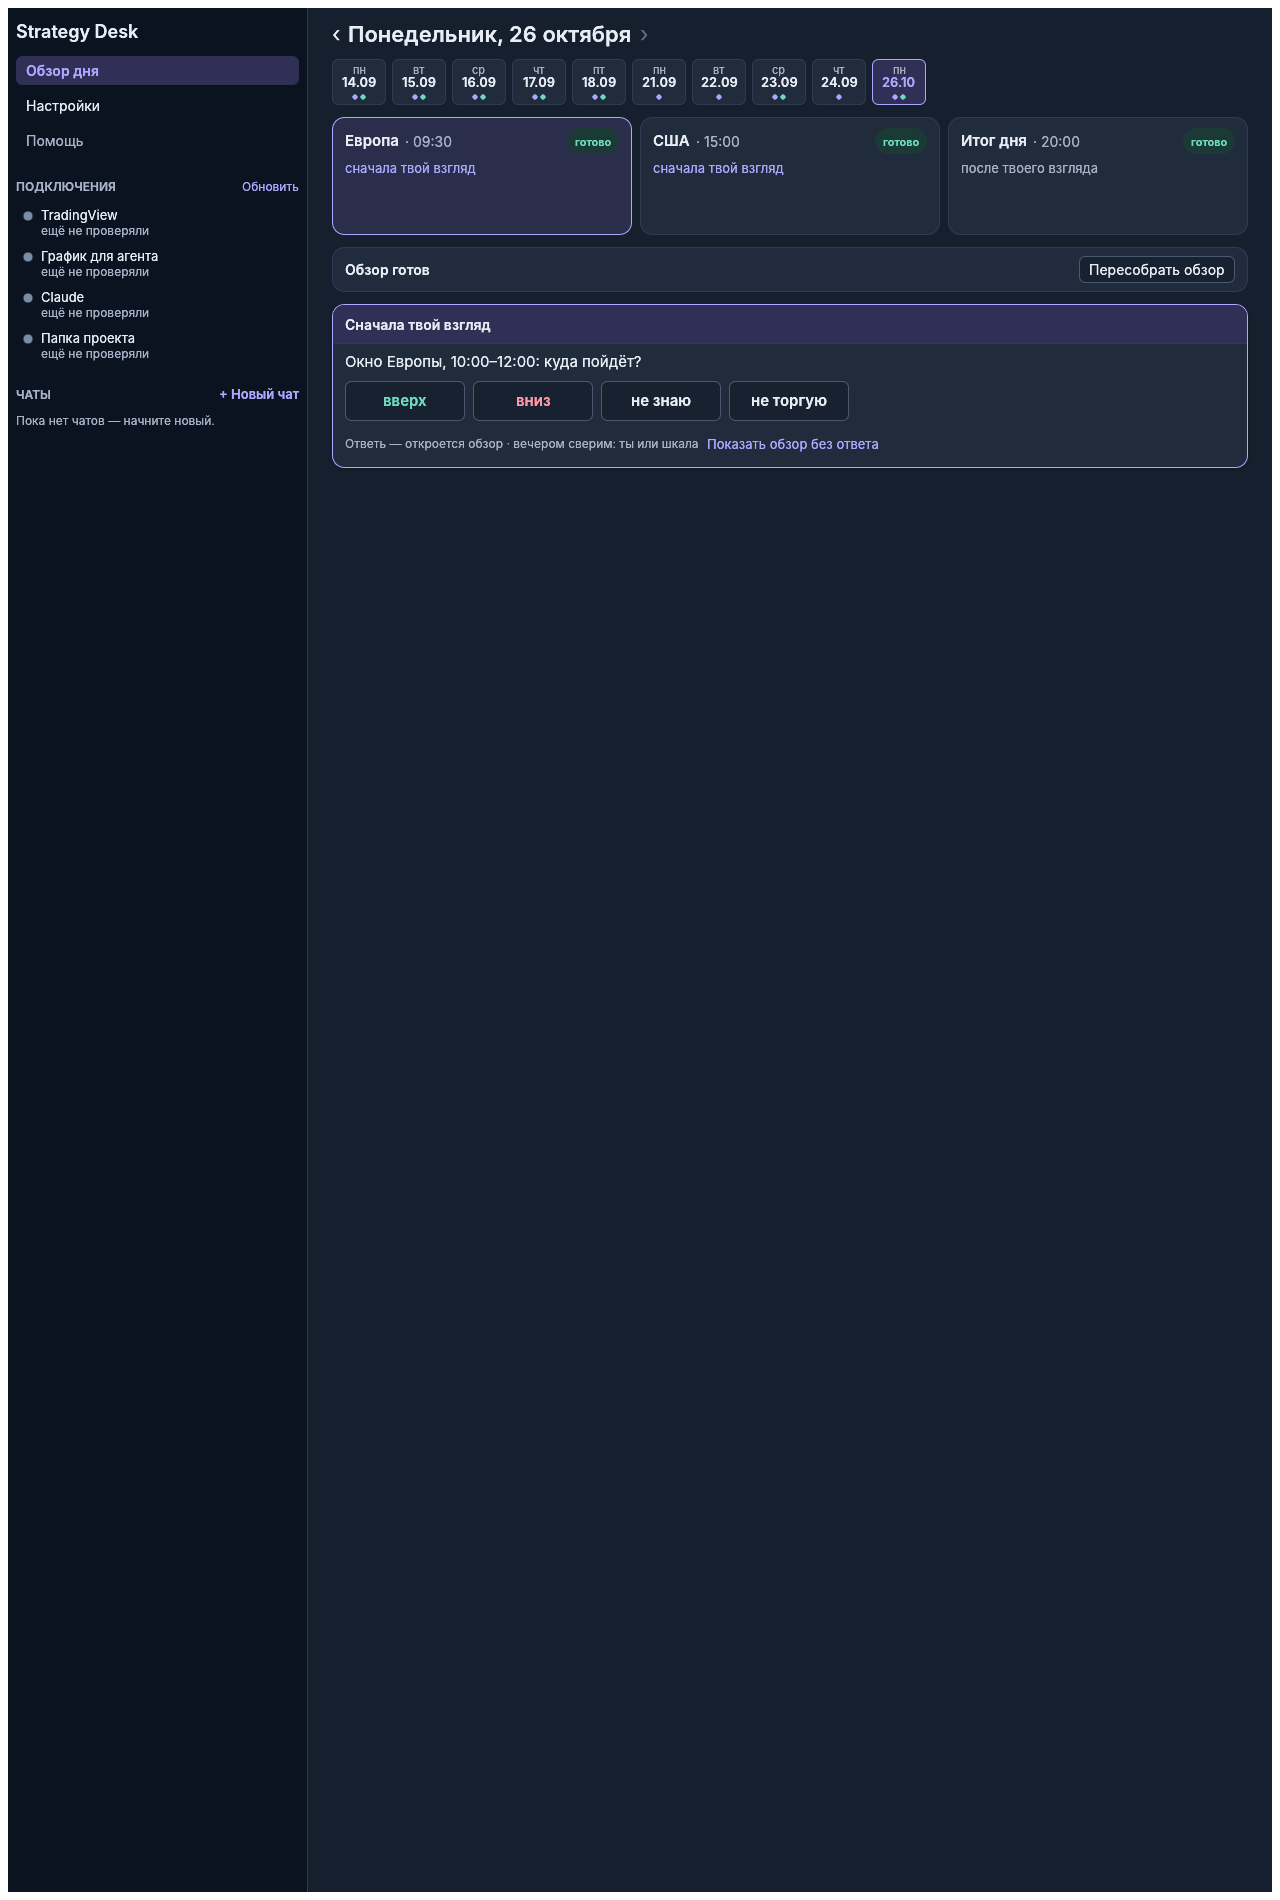 Strategy Desk
Обзор дня
Настройки
Помощь
ПОДКЛЮЧЕНИЯ Обновить
TradingView
ещё не проверяли
График для агента
ещё не проверяли
Claude
ещё не проверяли
Папка проекта
ещё не проверяли
ЧАТЫ + Новый чат
Пока нет чатов — начните новый.
‹ Понедельник, 26 октября ›
пн вт ср чт пт пн вт ср чт пн
14.09 15.09 16.09 17.09 18.09 21.09 22.09 23.09 24.09 26.10
Европа · 09:30 готово
сначала твой взгляд
США · 15:00 готово
сначала твой взгляд
Итог дня · 20:00 готово
после твоего взгляда
Обзор готов Пересобрать обзор
Сначала твой взгляд
Окно Европы, 10:00–12:00: куда пойдёт?
вверх вниз не знаю не торгую
Ответь — откроется обзор · вечером сверим: ты или шкала Показать обзор без ответа